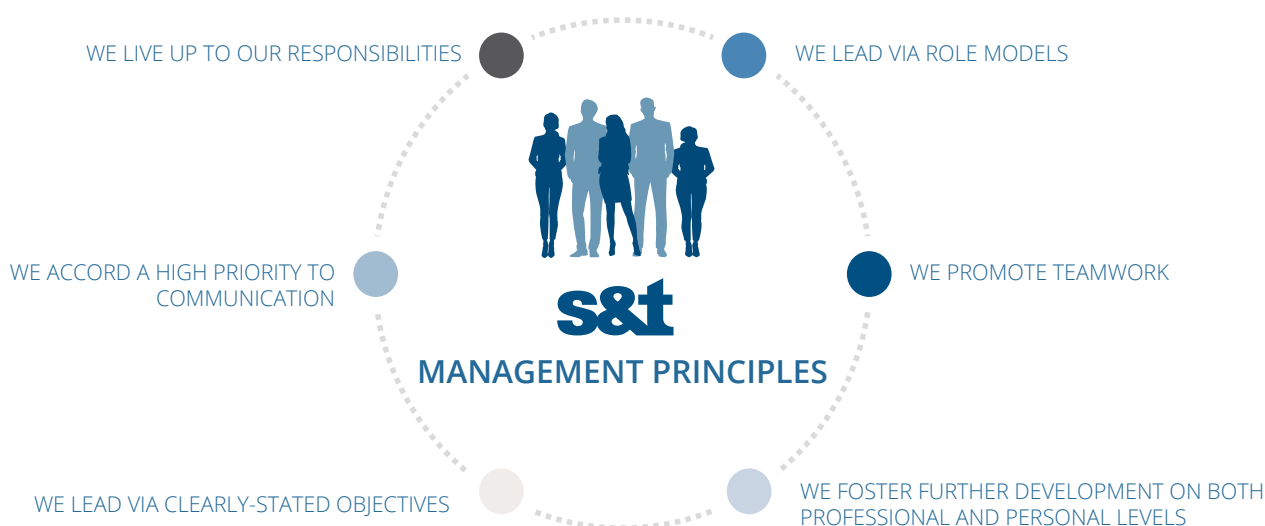 WE LIVE UP TO OUR RESPONSIBILITIES
WE LEAD VIA ROLE MODELS
WE ACCORD A HIGH PRIORITY TO
COMMUNICATION
WE PROMOTE TEAMWORK
s&t
MANAGEMENT PRINCIPLES
WE LEAD VIA CLEARLY-STATED OBJECTIVES
WE FOSTER FURTHER DEVELOPMENT ON BOTH
PROFESSIONAL AND PERSONAL LEVELS